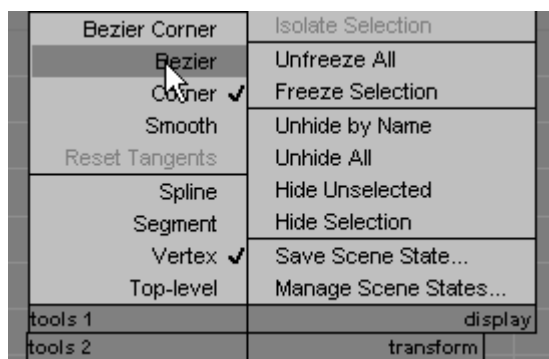 Bezier Corner
Bezier
Corner
Smooth
Reset Tangents
Spline
Segment
Vertex
Top-level
tools 1
tools 2
Isolate Selection
Unfreeze All
Freeze Selection
Unhide by Name
Unhide All
Hide Unselected
Hide Selection
Save Scene State...
Manage Scene States...
display
transform